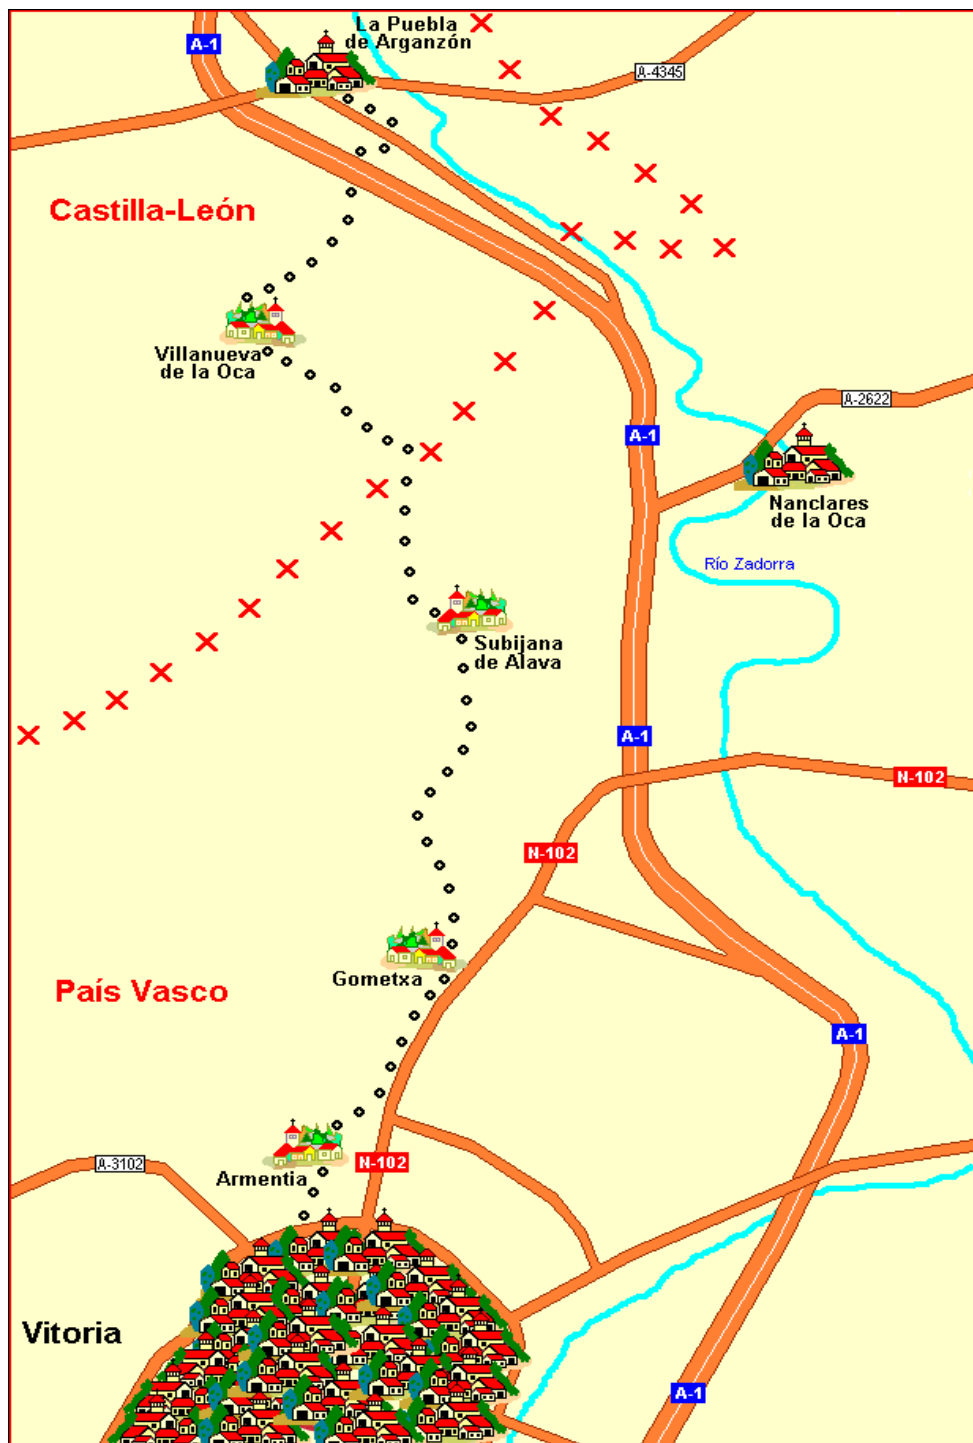 La Puebla
de Arganzón
A-1
A-4345
Castilla-León
Villanueva
de la Oca
A-2622
A-1
Nanclares
de la Oca
Río Zadorra
Subijana
de Alava
A-1
N-102
N-102
Gometxa
País Vasco
A-1
Armentia
A-3102
N-102
Vitoria
A-1